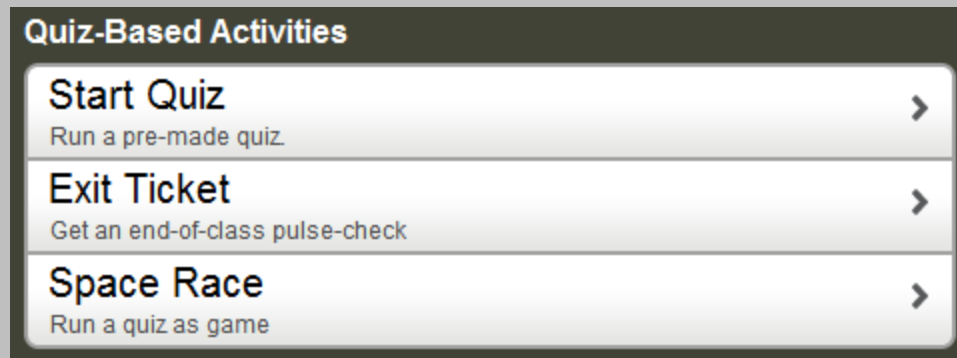 Quiz-Based Activities
Start Quiz
Run a pre-made quiz.
Exit Ticket
Get an end-of-class pulse-check
Space Race
Run a quiz as game